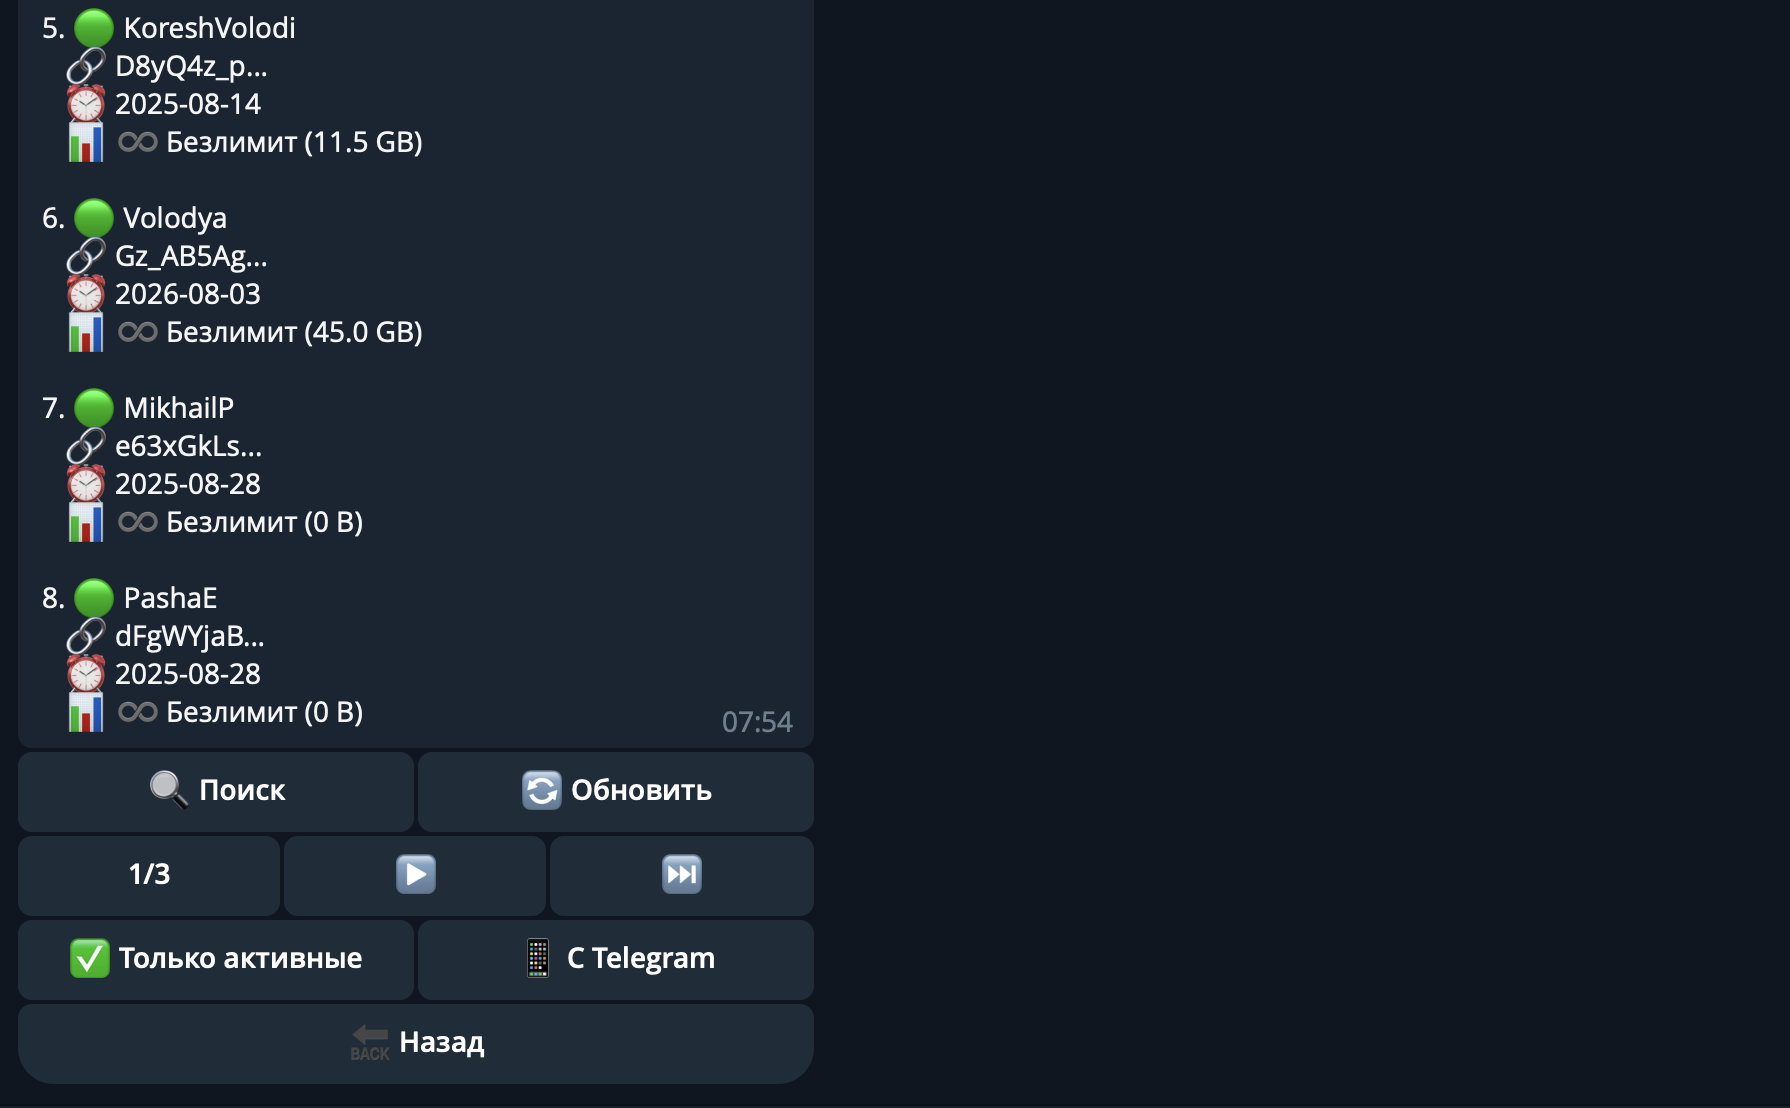 5. 🟢 KoreshVolodi
🔗 D8yQ4z_p...
⏰ 2025-08-14
📊 ♾ Безлимит (11.5 GB)
6. 🟢 Volodya
🔗 Gz_AB5Ag...
⏰ 2026-08-03
📊 ♾ Безлимит (45.0 GB)
7. 🟢 MikhailP
🔗 e63xGkLs...
⏰ 2025-08-28
📊 ♾ Безлимит (0 B)
8. 🟢 PashaE
🔗 dFgWYjaB...
⏰ 2025-08-28
📊 ♾ Безлимит (0 B)
07:54
🔍 Поиск
🔄 Обновить
1/3
▶️
⏭
✅ Только активные
📱 С Telegram
🔙 Назад